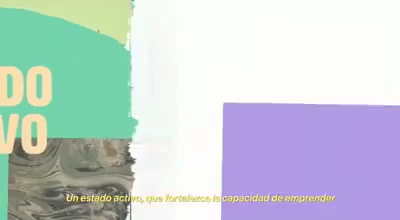 DO
VO
Un estado activo, que fortalezca la capacidad de emprender